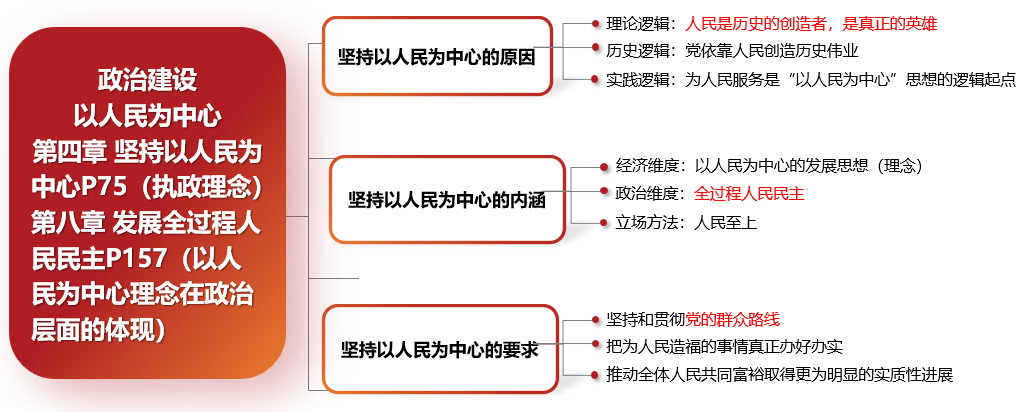 政治建设
以人民为中心
第四章 坚持以人民为
中心P75（执政理念）
第八章 发展全过程人
民民主P157（以人
民为中心理念在政治
层面的体现）
坚持以人民为中心的原因
理论逻辑：人民是历史的创造者，是真正的英雄
历史逻辑：党依靠人民创造历史伟业
实践逻辑：为人民服务是“以人民为中心”思想的逻辑起点
坚持以人民为中心的内涵
经济维度：以人民为中心的发展思想（理念）
政治维度：全过程人民民主
立场方法：人民至上
坚持以人民为中心的要求
坚持和贯彻党的群众路线
把为人民造福的事情真正办好办实
推动全体人民共同富裕取得更为明显的实质性进展